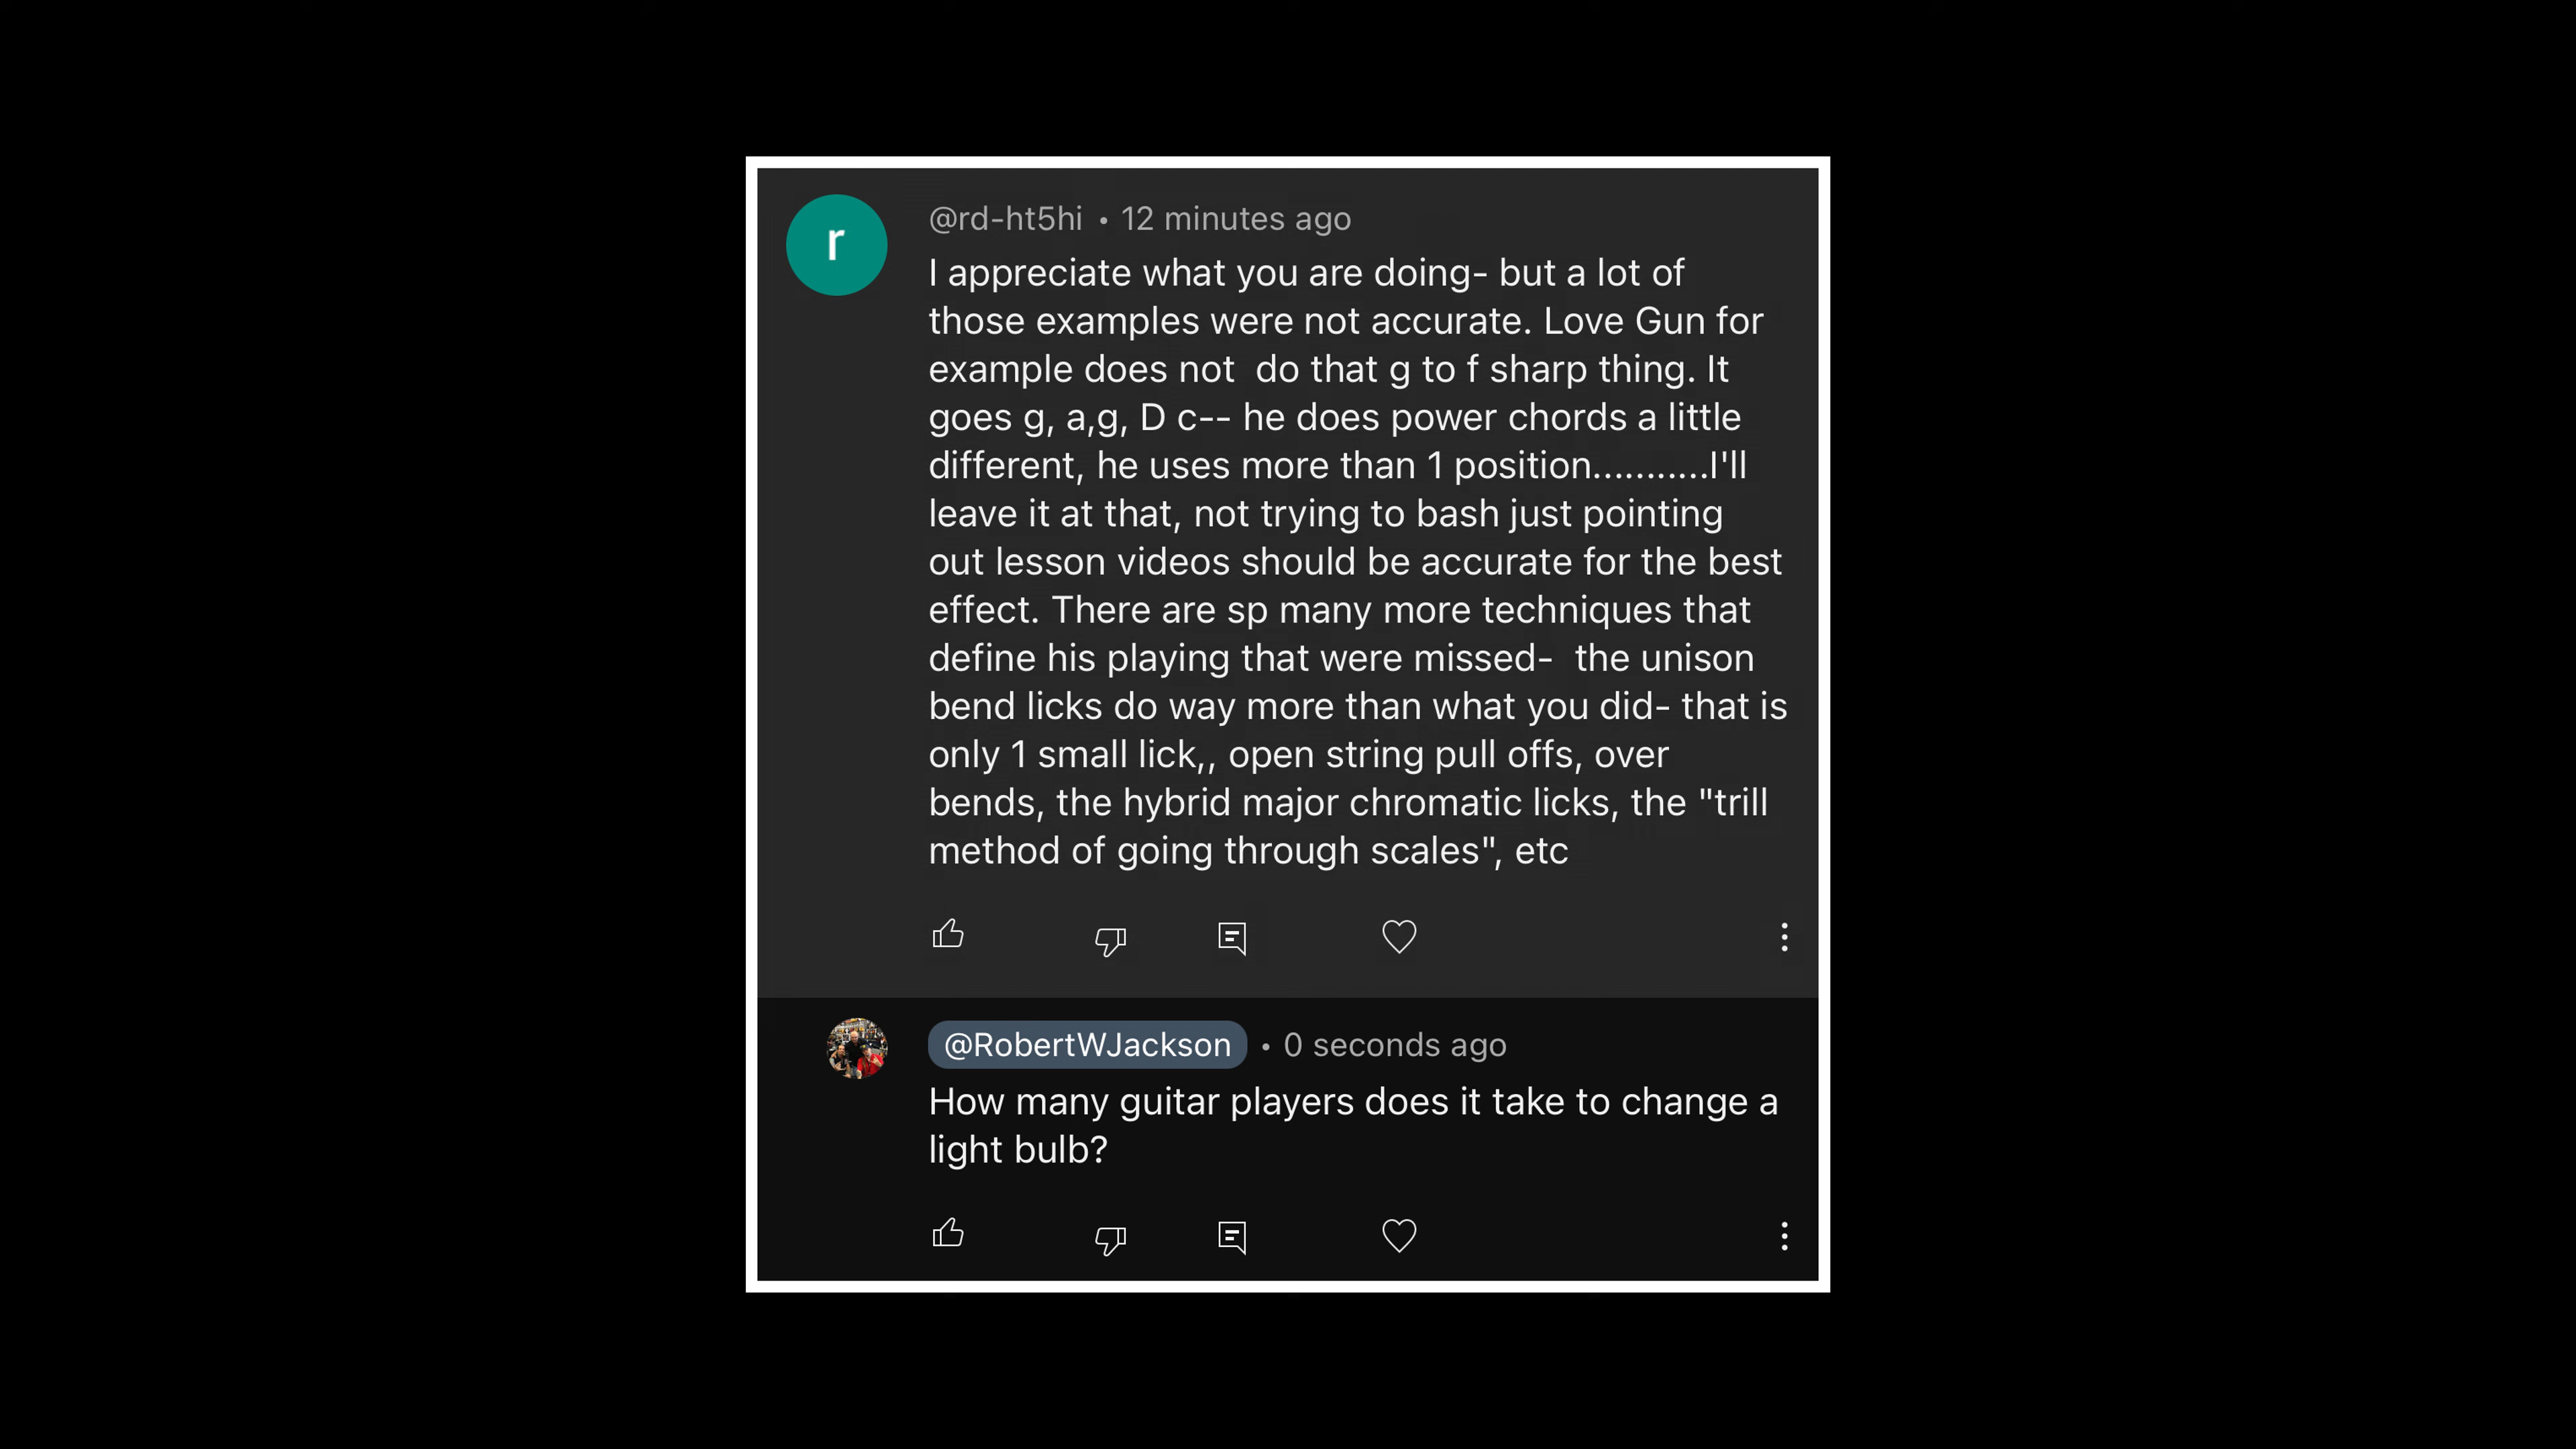 r
@rd-ht5hi • 12 minutes ago
I appreciate what you are doing- but a lot of
those examples were not accurate. Love Gun for
example does not  do that g to f sharp thing. It
goes g, a,g, D c-- he does power chords a little
different, he uses more than 1 position...........I'll
leave it at that, not trying to bash just pointing
out lesson videos should be accurate for the best
effect. There are sp many more techniques that
define his playing that were missed-  the unison
bend licks do way more than what you did- that is
only 1 small lick,, open string pull offs, over
bends, the hybrid major chromatic licks, the "trill
method of going through scales", etc
@RobertWJackson • 0 seconds ago
How many guitar players does it take to change a
light bulb?